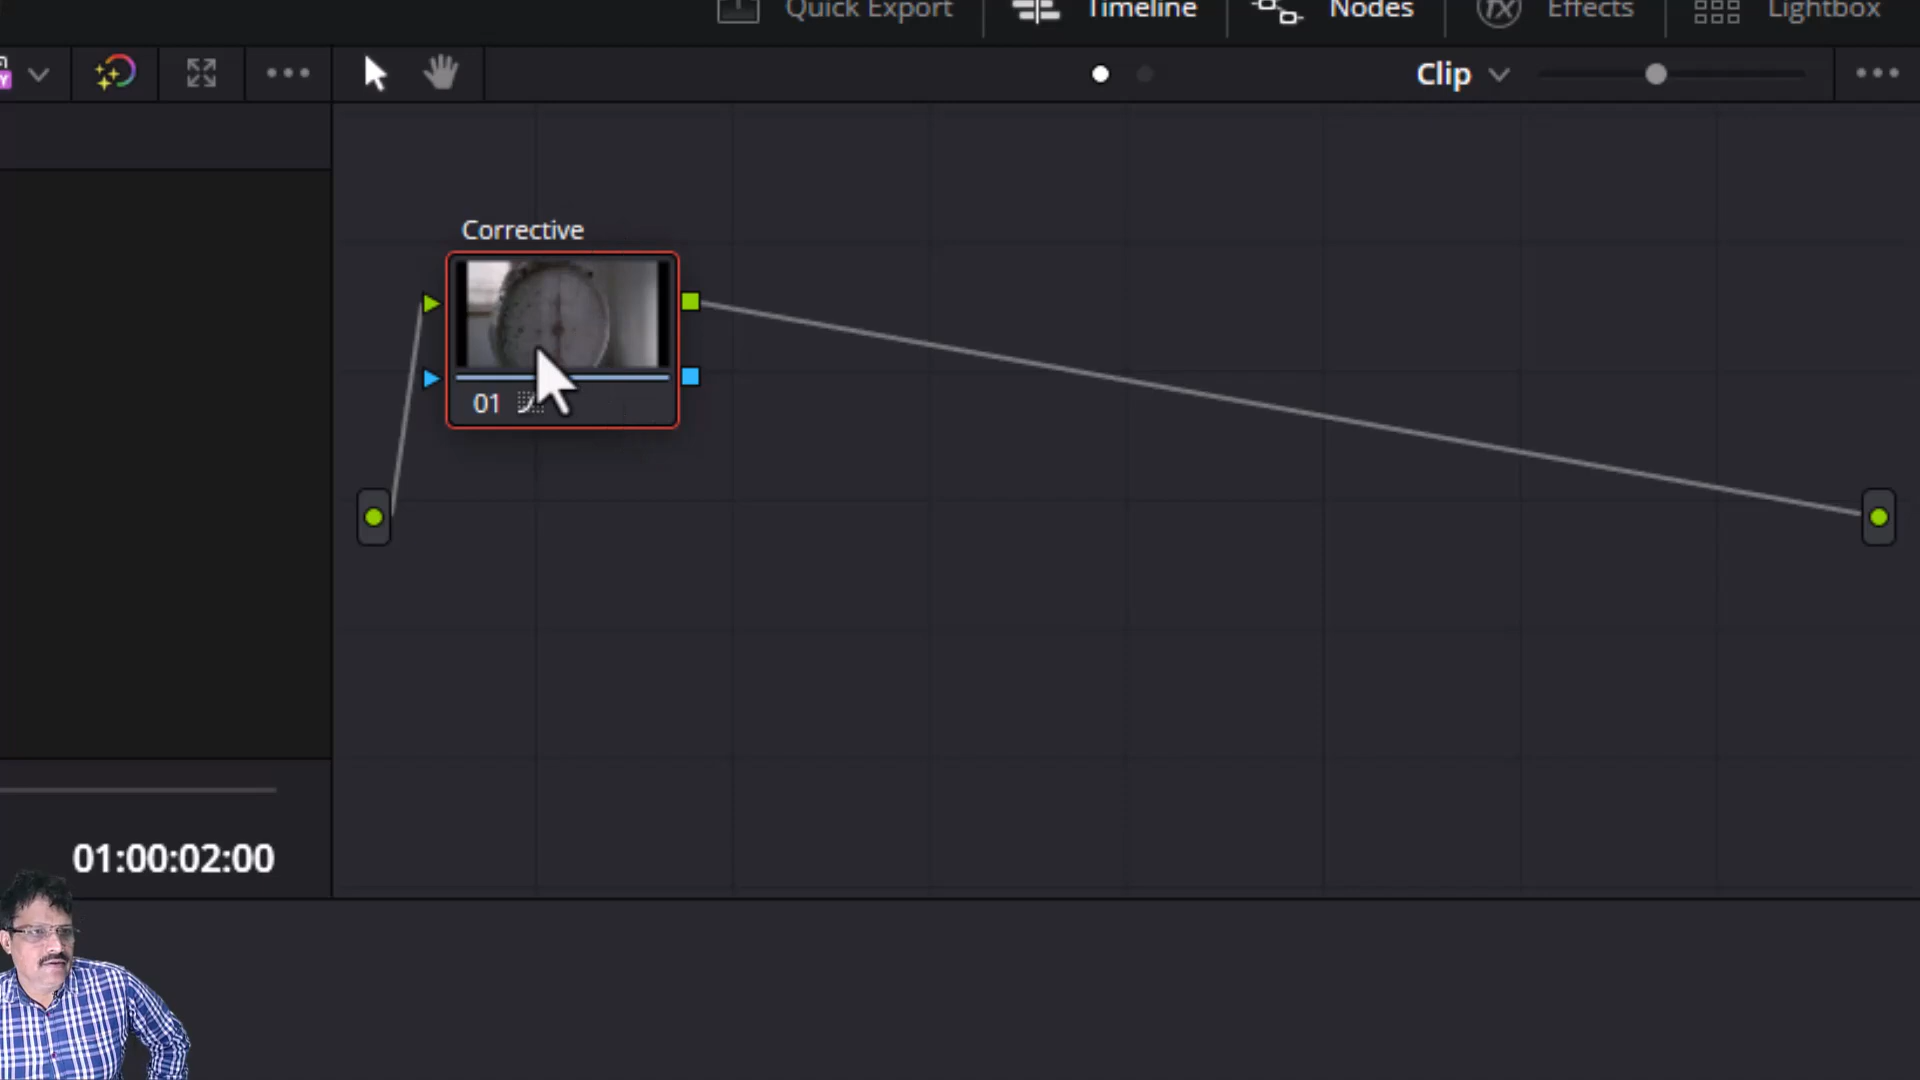 Quick Export
Timeline
Nodes
Effects
Lightbox
Clip
Corrective
01
01:00:02:00